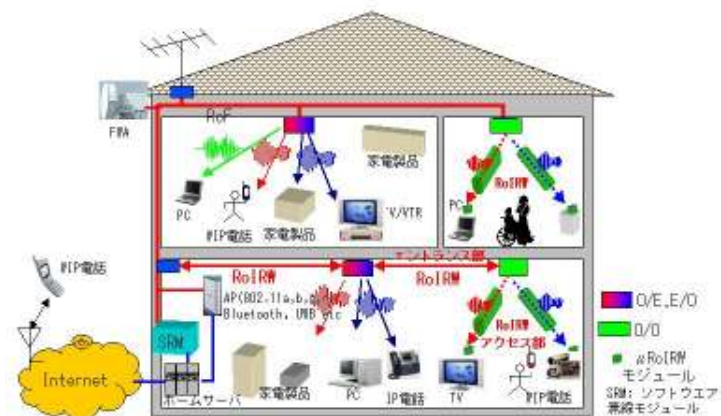 FWA
RoF
家電製品
PC
WIP電話
家電製品
TV/VTR
PC
RoIRW
WIP電話
エントランス部
RoIRW
RoIRW
AP(802.11a,b,g),
Bluetooth, UWB etc
RoIRW
アクセス部
SRM
Internet
ホームサーバ
家電製品
PC
IP電話
TV
WIP電話
O/E,E/O
O/O
μRoIRW
モジュール
SRM: ソフトウエア
無線モジュール